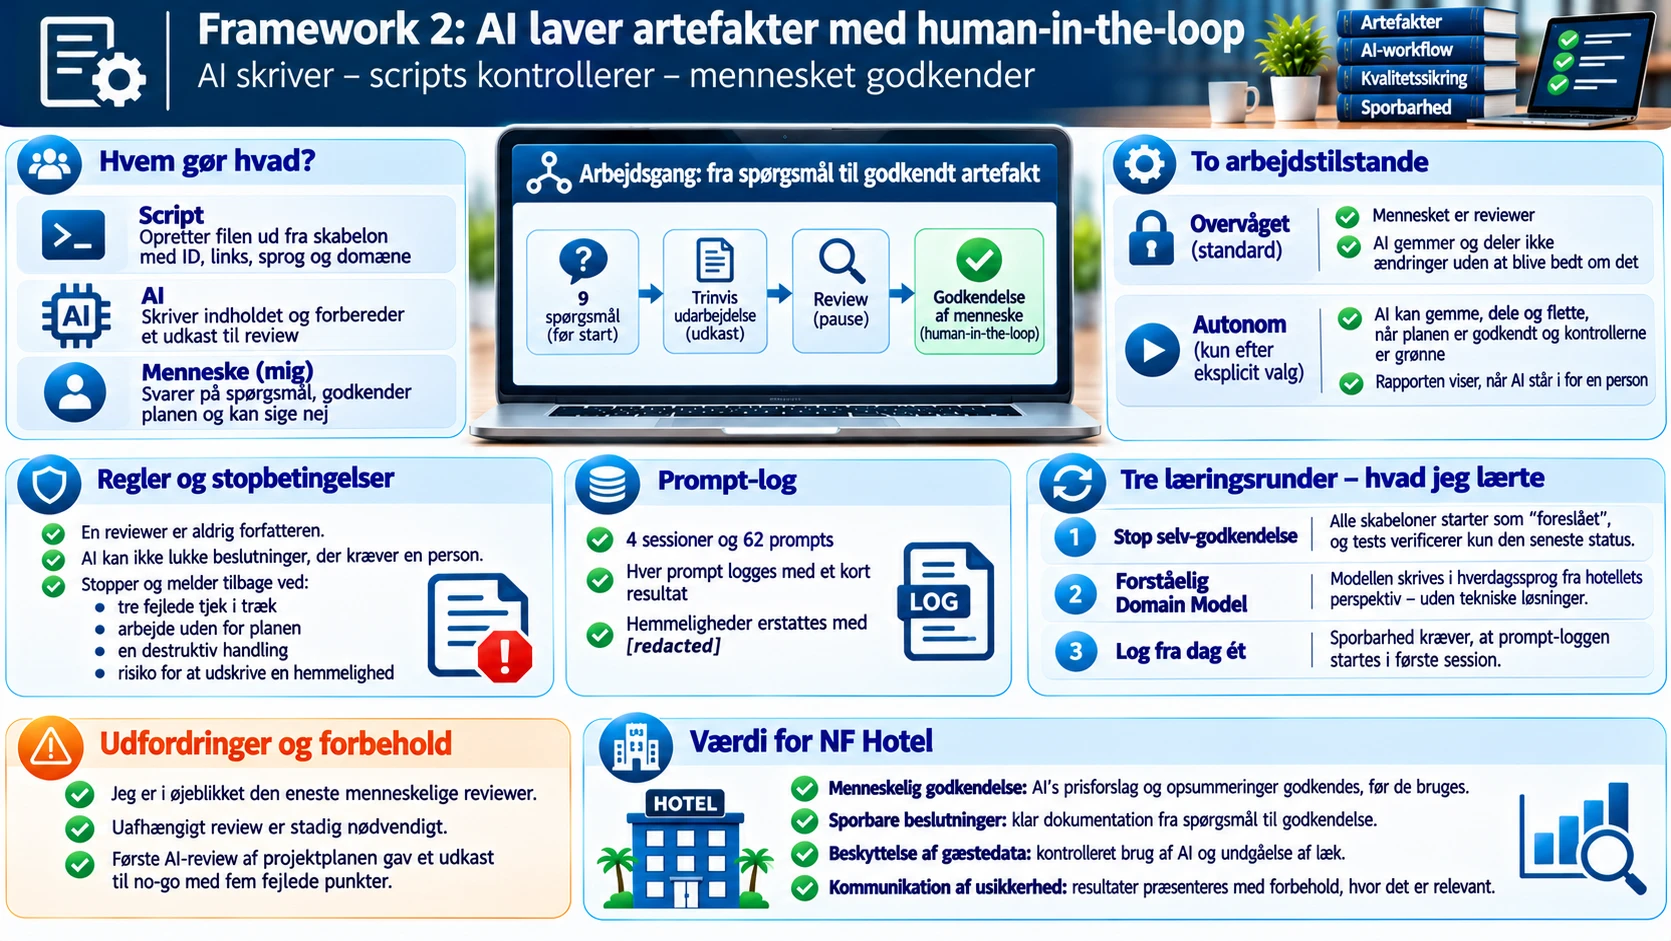 Framework 2: AI laver artefakter med human-in-the-loop
AI skriver – scripts kontrollerer – mennesket godkender
Artefakter
AI-workflow
Kvalitetssikring
Sporbarhed
Hvem gør hvad?
Script
Opretter filen ud fra skabelon
med ID, links, sprog og domæne
AI
AI
Skriver indholdet og forbereder
et udkast til review
Menneske (mig)
Svarer på spørgsmål, godkender
planen og kan sige nej
Arbejdsgang: fra spørgsmål til godkendt artefakt
?
9
spørgsmål
(før start)
Trinvis
udarbejdelse
(udkast)
Review
(pause)
Godkendelse
af menneske
(human-in-the-loop)
To arbejdstilstande
Overvåget
(standard)
Mennesket er reviewer
AI gemmer og deler ikke
ændringer uden at blive bedt om det
Autonom
(kun efter
eksplicit valg)
AI kan gemme, dele og flette,
når planen er godkendt og kontrollerne
er grønne
Rapporten viser, når AI står i for en person
Regler og stopbetingelser
En reviewer er aldrig forfatteren.
AI kan ikke lukke beslutninger, der kræver en person.
Stopper og melder tilbage ved:
• tre fejlede tjek i træk
• arbejde uden for planen
• en destruktiv handling
• risiko for at udskrive en hemmelighed
!
Prompt-log
4 sessioner og 62 prompts
Hver prompt logges med et kort
resultat
Hemmeligheder erstattes med
[redacted]
LOG
Tre læringsrunder – hvad jeg lærte
1
Stop selv-godkendelse
Alle skabeloner starter som “foreslået”,
og tests verificerer kun den seneste status.
2
Forståelig
Domain Model
Modellen skrives i hverdagssprog fra hotellets
perspektiv – uden tekniske løsninger.
3
Log fra dag ét
Sporbarhed kræver, at prompt-loggen
startes i første session.
Udfordringer og forbehold
Jeg er i øjeblikket den eneste menneskelige reviewer.
Uafhængigt review er stadig nødvendigt.
Første AI-review af projektplanen gav et udkast
til no-go med fem fejlede punkter.
Værdi for NF Hotel
HOTEL
Menneskelig godkendelse: AI’s prisforslag og opsummeringer godkendes, før de bruges.
Sporbare beslutninger: klar dokumentation fra spørgsmål til godkendelse.
Beskyttelse af gæstedata: kontrolleret brug af AI og undgåelse af læk.
Kommunikation af usikkerhed: resultater præsenteres med forbehold, hvor det er relevant.